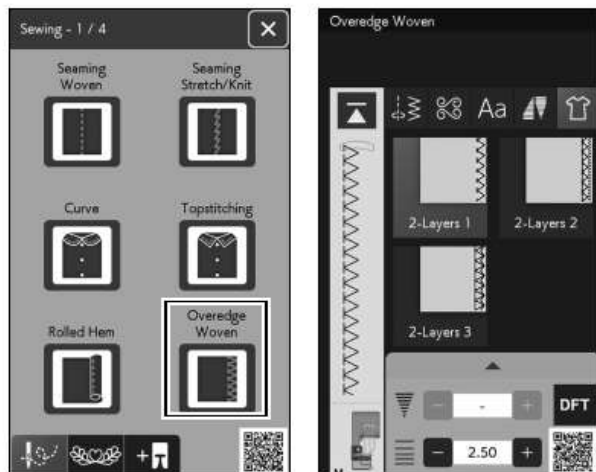 Sewing - 1 / 4
Seaming
Woven
Seaming
Stretch/Knit
Curve
Topstitching
Rolled Hem
Overedge
Woven
Overedge Woven
Aa
2-Layers 1
2-Layers 2
2-Layers 3
- - +
DFT
- 2.50 +